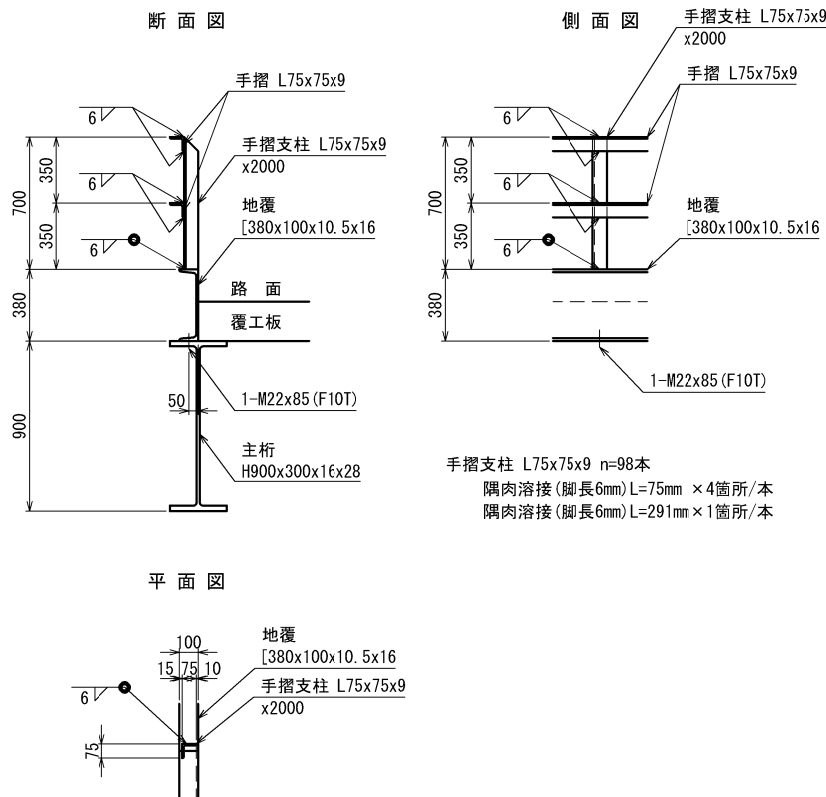 断面図
手摺 L75x75x9
6
手摺支柱 L75x75x9
x2000
6
地覆
[380x100x10.5x16
6
700
350
350
380
900
路面
覆工板
50
1-M22x85(F10T)
主桁
H900x300x16x28
側面図
手摺支柱 L75x75x9
x2000
手摺 L75x75x9
6
6
地覆
[380x100x10.5x16
6
700
350
350
380
1-M22x85(F10T)
手摺支柱 L75x75x9 n=98本
隅肉溶接(脚長6mm)L=75mm ×4箇所/本
隅肉溶接(脚長6mm)L=291mm×1箇所/本
平面図
100
地覆
[380x100x10.5x16
15 75 10
手摺支柱 L75x75x9
x2000
6
75